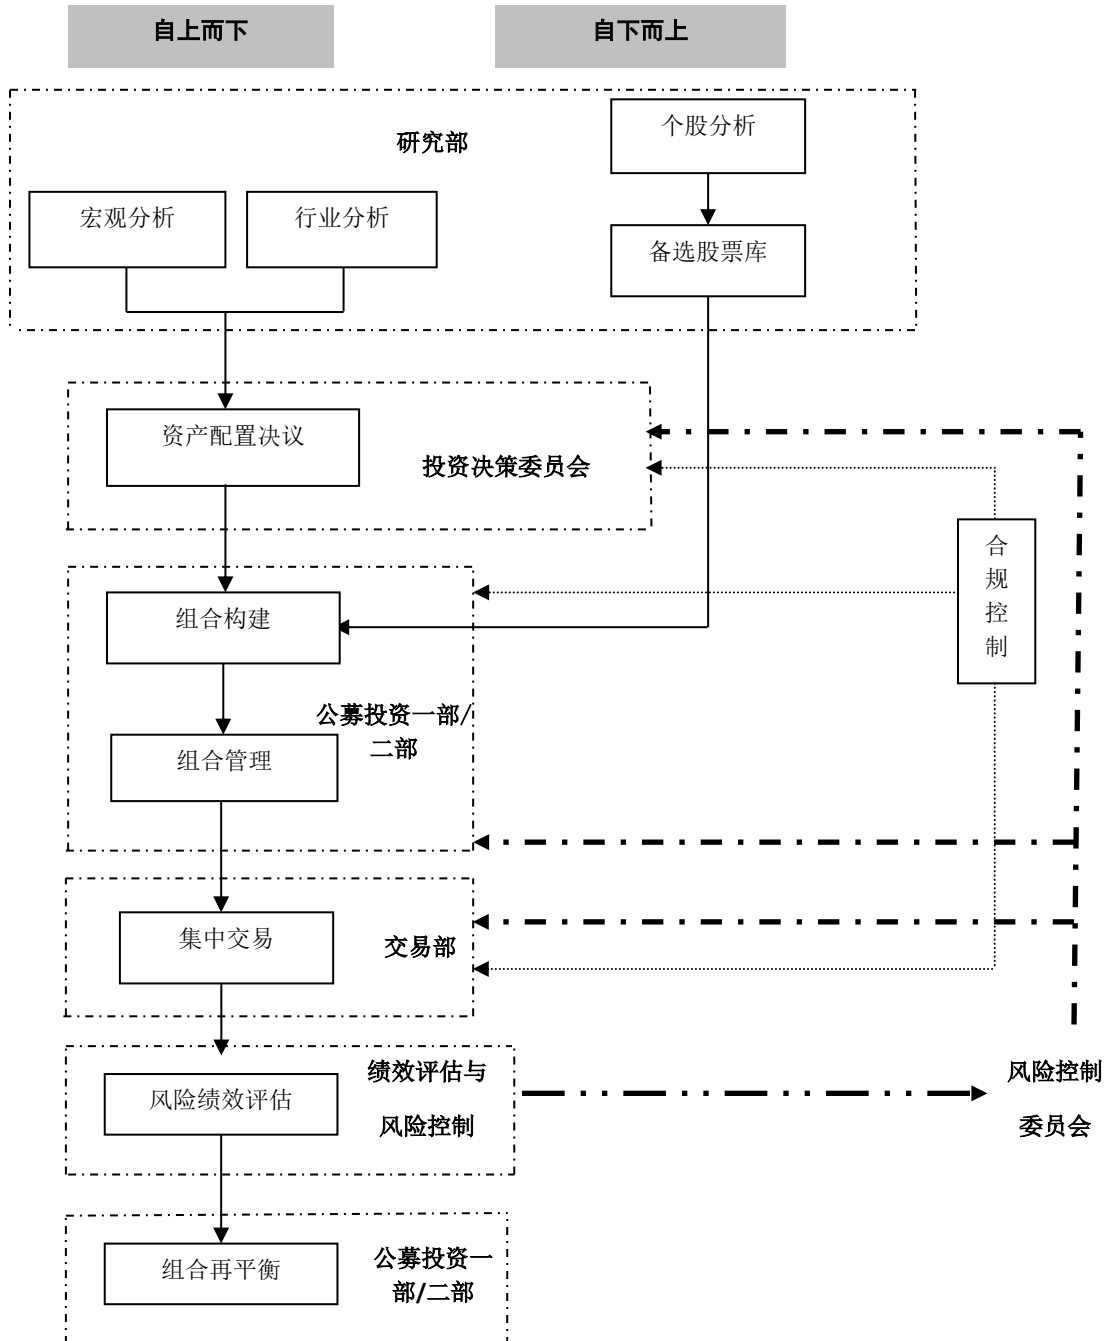 自上而下
自下而上
研究部
个股分析
宏观分析
行业分析
备选股票库
资产配置决议
投资决策委员会
合
规
控
制
组合构建
公募投资一部/
二部
组合管理
集中交易
交易部
绩效评估与
风险控制
风险绩效评估
风险控制
委员会
组合再平衡
公募投资一
部/二部